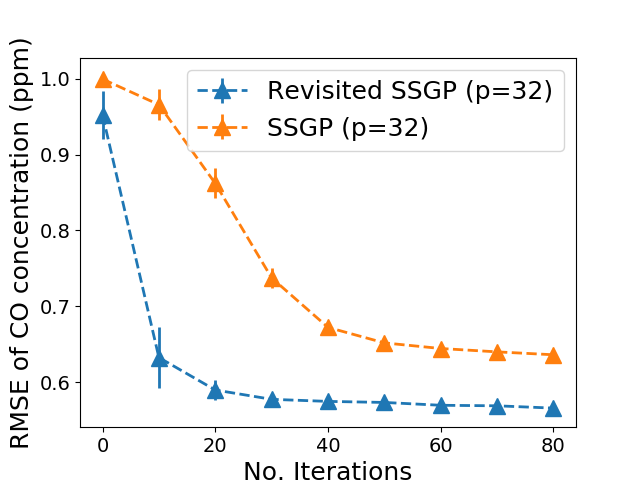 RMSE of CO concentration (ppm)
1.0
0.9
0.8
0.7
0.6
Revisited SSGP (p=32)
SSGP (p=32)
0
20
40
60
80
No. Iterations